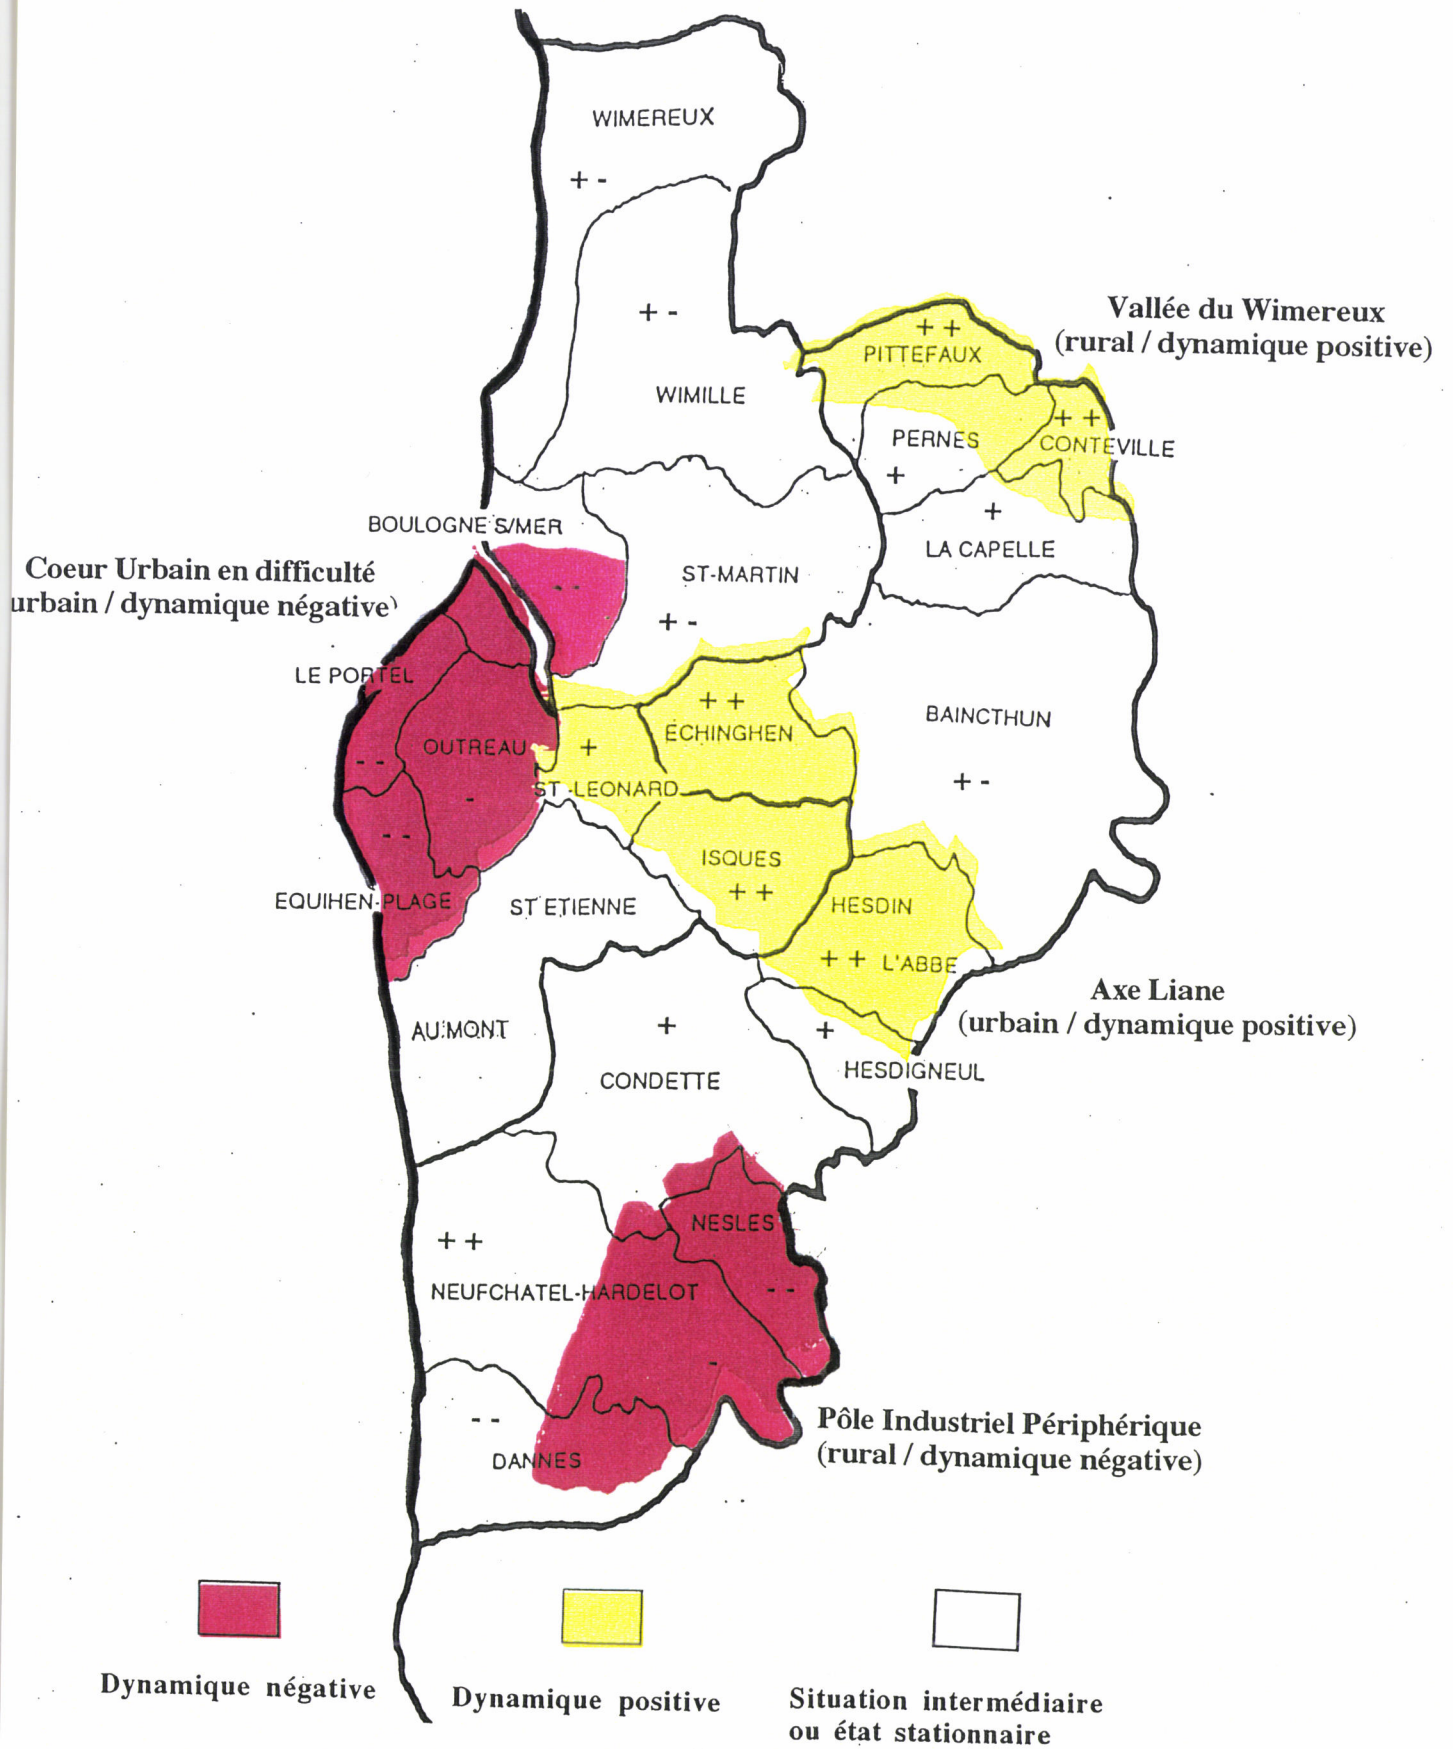 WIMEREUX
+ -
+ -
Vallée du Wimereux
(rural / dynamique positive)
+ +
PITTEFAUX
WIMILLE
+ +
PERNES
CONTEVILLE
+
+
BOULOGNE S/MER
LA CAPELLE
Coeur Urbain en difficulté
urbain / dynamique négative)
ST-MARTIN
- -
+ -
LE PORTEL
+ +
BAINCTHUN
ÉCHINGHEN
OUTREAU
+
- -
+ -
ST-LEONARD
-
- -
ISQUES
+ +
EQUIHEN-PLAGE
ST ETIENNE
HESDIN
+ + L'ABBE
Axe Liane
(urbain / dynamique positive)
AU:MONT
+
+
CONDETTE
HESDIGNEUL
NESLES
+ +
NEUFCHATEL-HARDELOT
- -
-
- -
Pôle Industriel Périphérique
(rural / dynamique négative)
DANNES
Dynamique négative
Dynamique positive
Situation intermédiaire
ou état stationnaire